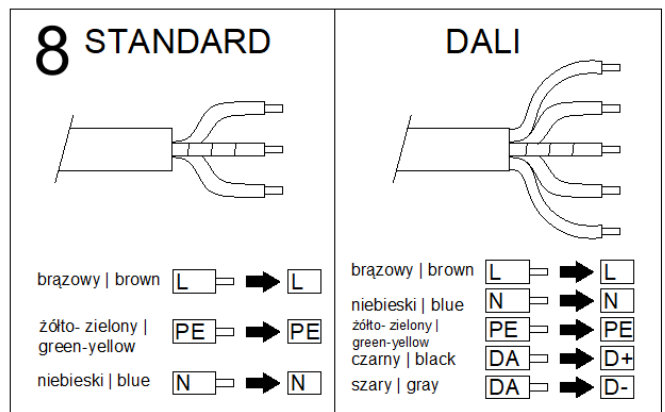 8 STANDARD
brązowy | brown L L
żółto- zielony |
green-yellow PE PE
niebieski | blue N N
DALI
brązowy | brown L L
niebieski | blue N N
żółto- zielony |
green-yellow PE PE
czarny | black DA D+
szary | gray DA D-